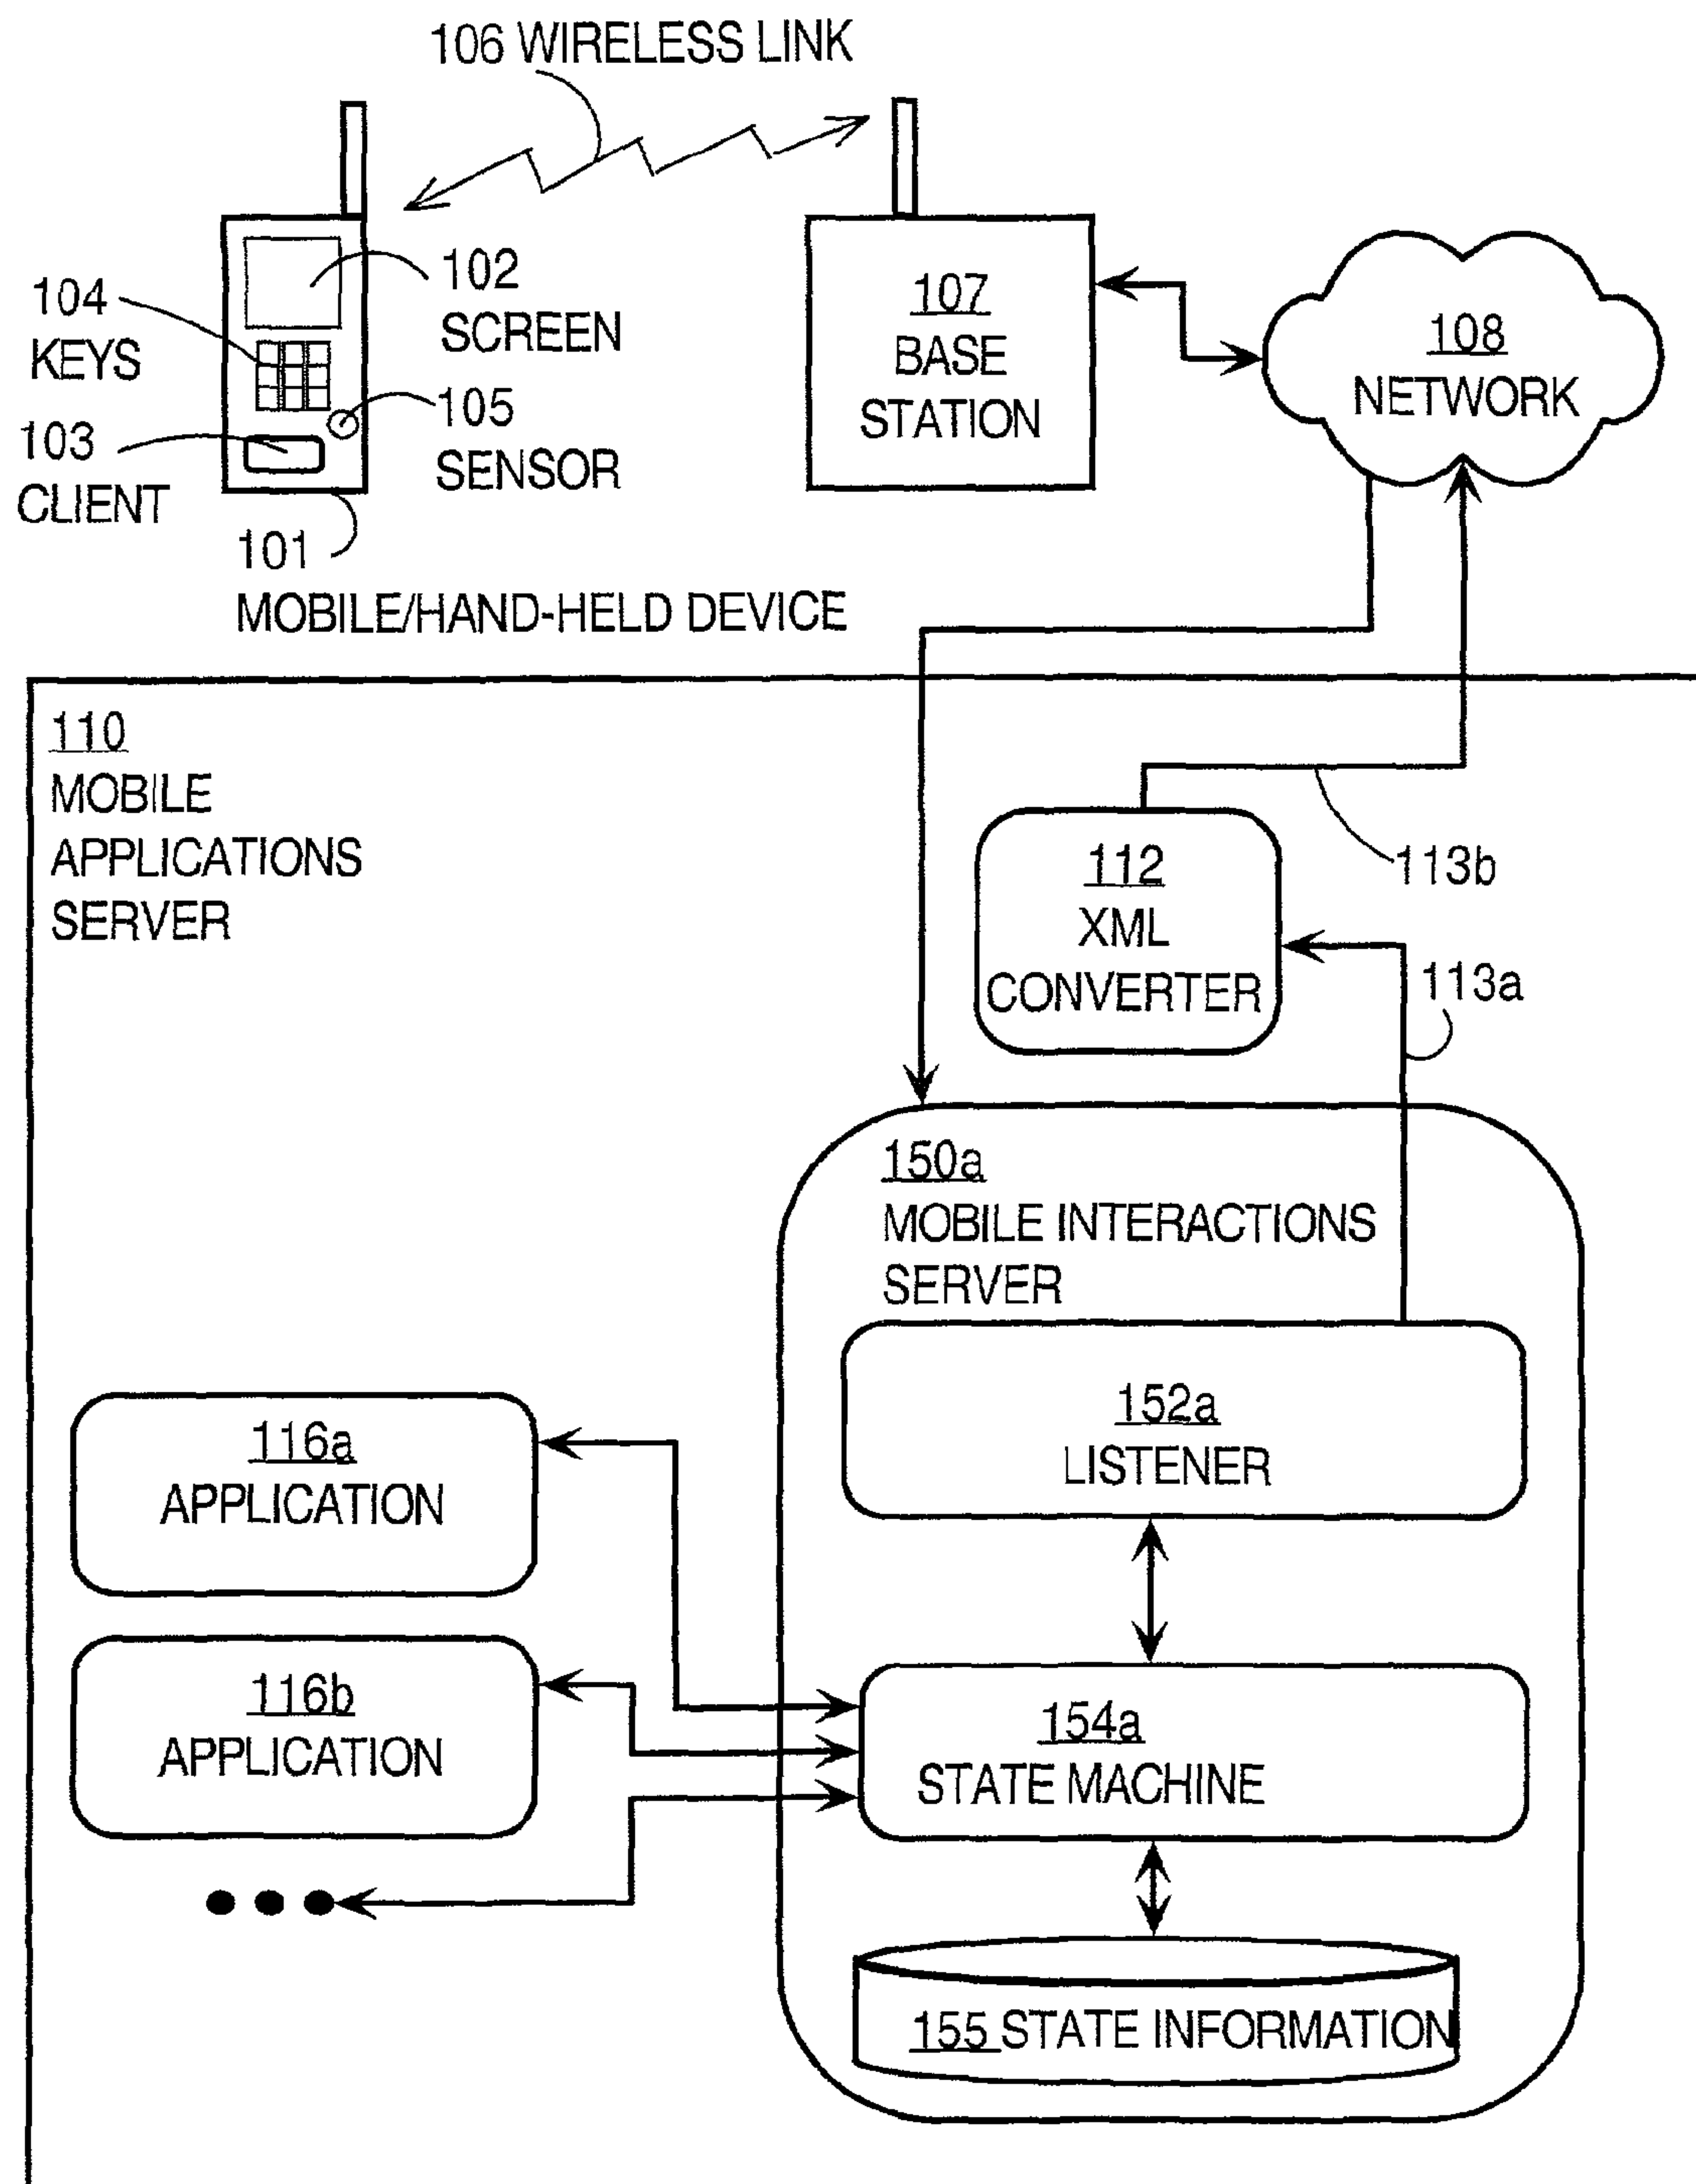 106 WIRELESS LINK
102
SCREEN
104
KEYS
105
SENSOR
103
CLIENT
101
MOBILE/HAND-HELD DEVICE
107
BASE
STATION
108
NETWORK
110
MOBILE
APPLICATIONS
SERVER
112
XML
CONVERTER
113b
113a
150a
MOBILE INTERACTIONS
SERVER
152a
LISTENER
116a
APPLICATION
116b
APPLICATION
154a
STATE MACHINE
155 STATE INFORMATION